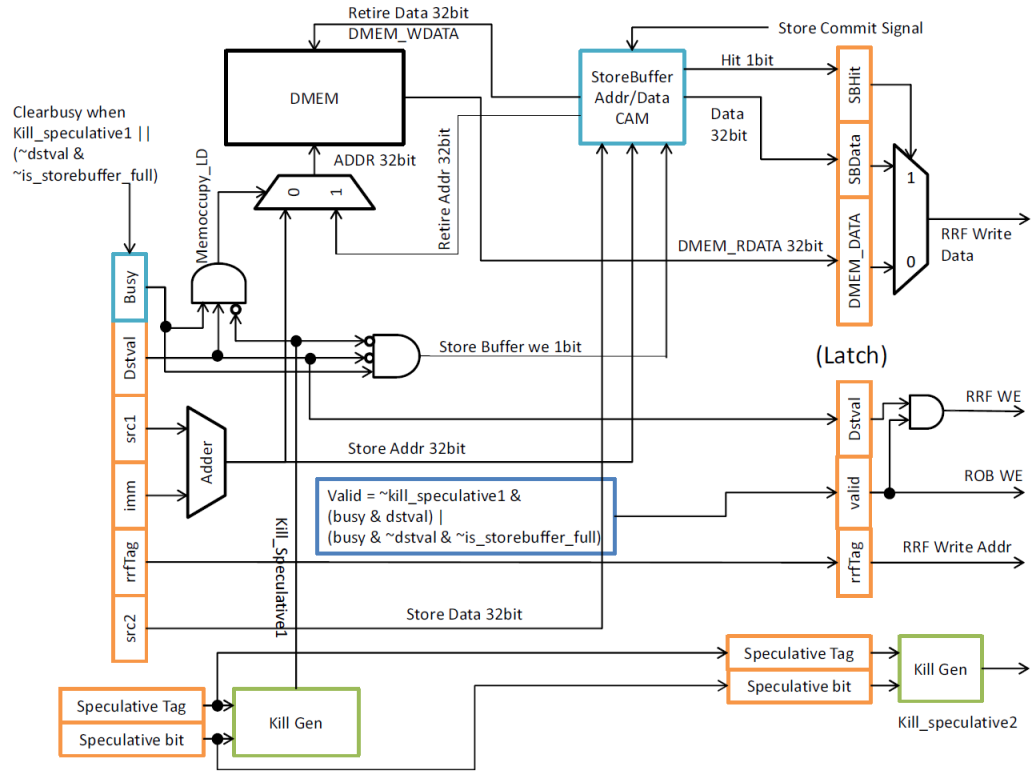 Retire Data 32bit
DMEM_WDATA
Store Commit Signal
DMEM
StoreBuffer
Addr/Data
CAM
Hit 1bit
Data
32bit
SBHit
SBData
DMEM_DATA
1
0
RRF Write
Data
Clearbusy when
Kill_speculative1 ||
(~dstval &
~is_storebuffer_full)
ADDR 32bit
Memoccupy_LD
0
1
Retire Addr 32bit
DMEM_RDATA 32bit
Busy
Dstval
src1
imm
rrfTag
src2
Store Buffer we 1bit
(Latch)
Adder
Store Addr 32bit
Dstval
valid
rrfTag
RRF WE
ROB WE
RRF Write Addr
Valid = ~kill_speculative1 &
(busy & dstval) |
(busy & ~dstval & ~is_storebuffer_full)
Kill_Speculative1
Store Data 32bit
Speculative Tag
Speculative bit
Kill Gen
Speculative Tag
Speculative bit
Kill Gen
Kill_speculative2